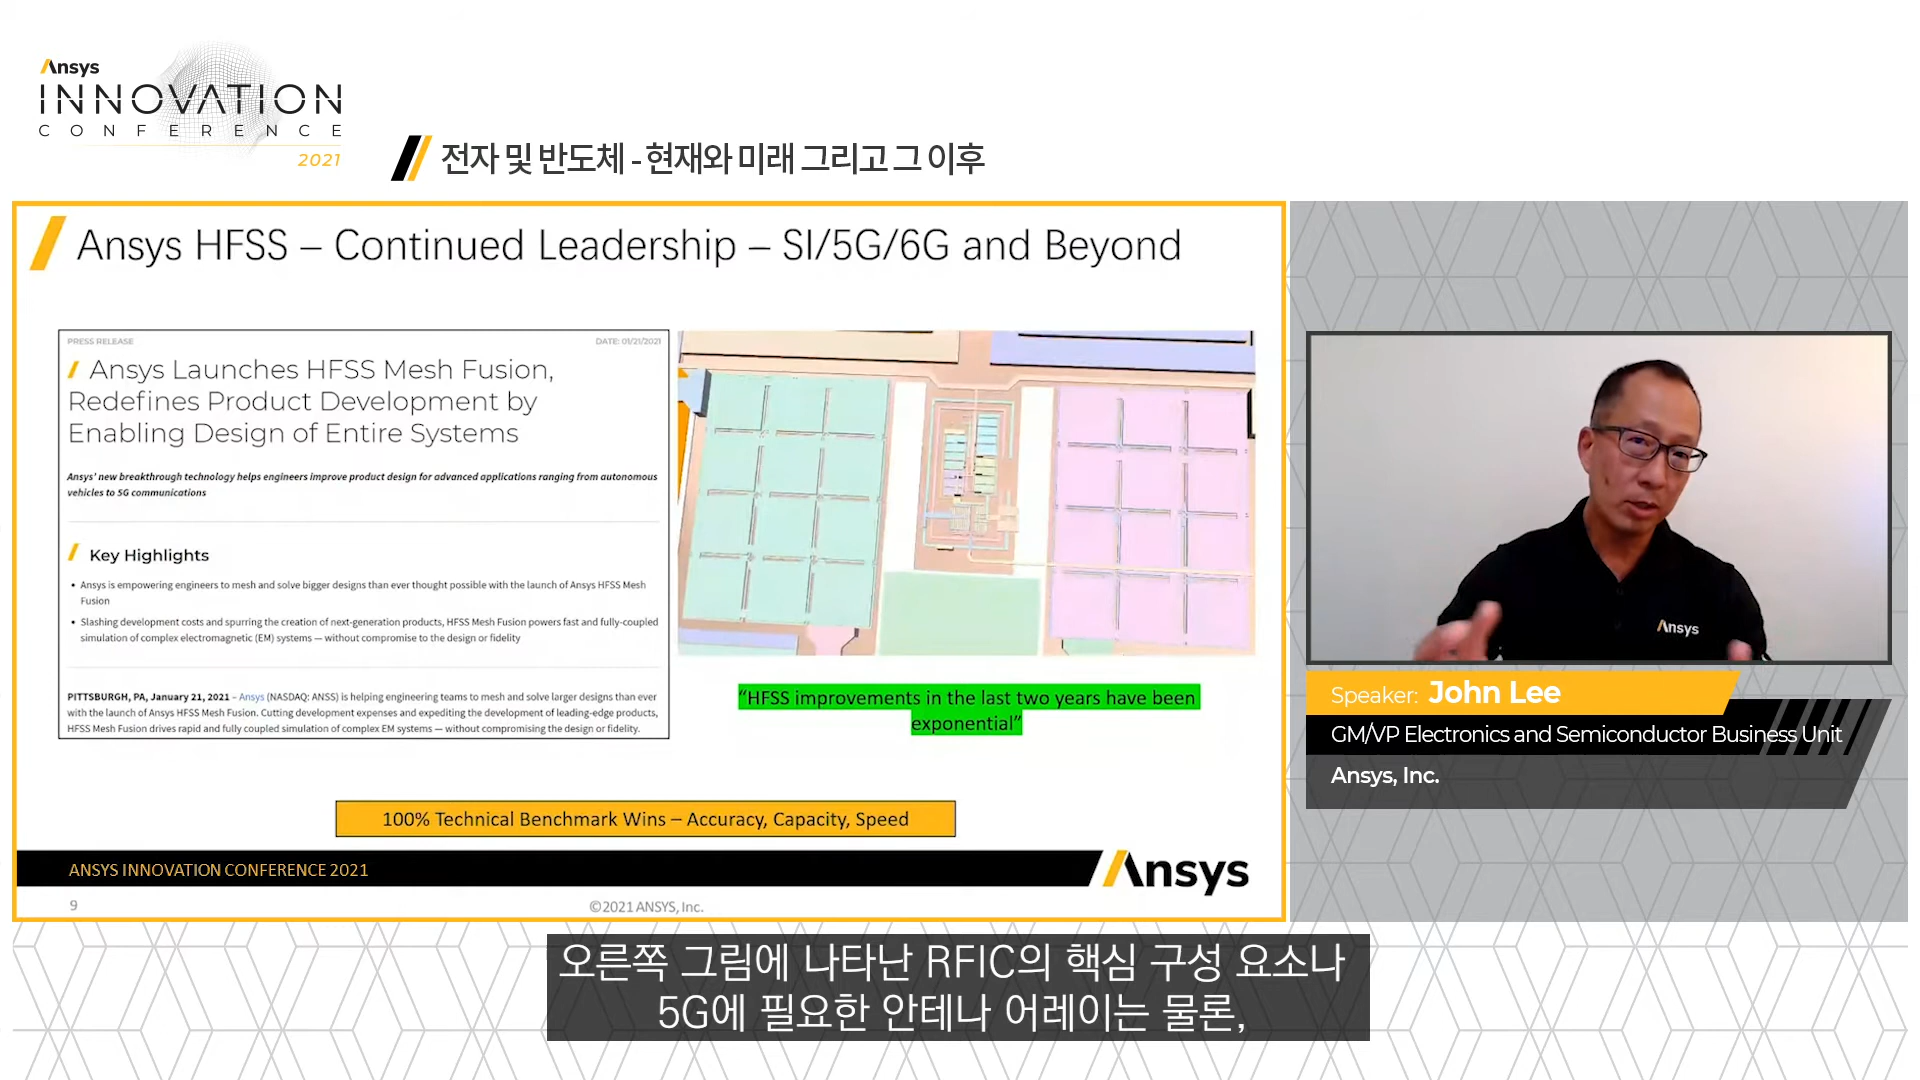 Ansys
INNOVATION
CONFERENCE
2021
전자 및 반도체 - 현재와 미래 그리고 그 이후
Ansys HFSS – Continued Leadership – SI/5G/6G and Beyond
PRESS RELEASE
DATE: 01/21/2021
Ansys Launches HFSS Mesh Fusion,
Redefines Product Development by
Enabling Design of Entire Systems
Ansys' new breakthrough technology helps engineers improve product design for advanced applications ranging from autonomous
vehicles to 5G communications
Key Highlights
• Ansys is empowering engineers to mesh and solve bigger designs than ever thought possible with the launch of Ansys HFSS Mesh
Fusion
• Slashing development costs and spurring the creation of next-generation products, HFSS Mesh Fusion powers fast and fully-coupled
simulation of complex electromagnetic (EM) systems — without compromise to the design or fidelity
PITTSBURGH, PA, January 21, 2021 – Ansys (NASDAQ: ANSS) is helping engineering teams to mesh and solve larger designs than ever
with the launch of Ansys HFSS Mesh Fusion. Cutting development expenses and expediting the development of leading-edge products,
HFSS Mesh Fusion drives rapid and fully coupled simulation of complex EM systems — without compromising the design or fidelity.
“HFSS improvements in the last two years have been
exponential”
100% Technical Benchmark Wins – Accuracy, Capacity, Speed
ANSYS INNOVATION CONFERENCE 2021
Ansys
9
©2021 ANSYS, Inc.
Ansys
Speaker: John Lee
GM/VP Electronics and Semiconductor Business Unit
Ansys, Inc.
오른쪽 그림에 나타난 RFIC의 핵심 구성 요소나
5G에 필요한 안테나 어레이는 물론,